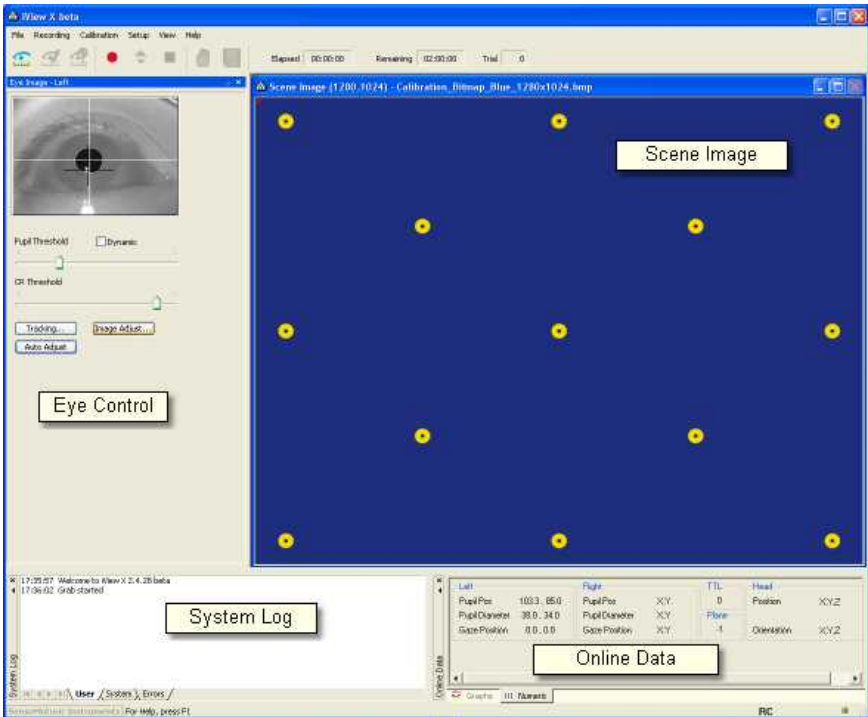 iView X beta
File Recording Calibration Setup View Help
Elapsed 00:00:00 Remaining 02:00:00 Trial 0
Eye Image - Left
Scene Image (1280,1024) - Calibration_Bitmap_Blue_1280x1024.bmp
Scene Image
Pupil Threshold Dynamic
CR Threshold
Tracking... Image Adjust...
Auto Adjust
Eye Control
17:35:57 Welcome to iView X 2.4.28 beta
17:36:02 Grab started
System Log
System Log
User System Errors
Left Right TTL Head
Pupil Pos 103.3, 85.0 Pupil Pos X,Y 0 Position X,Y,Z
Pupil Diameter 38.0, 34.0 Pupil Diameter X,Y Plane
Gaze Position 0.0, 0.0 Gaze Position X,Y -1 Orientation X,Y,Z
Online Data
Online Data
Graphs Numeric
SensoMotoric Instruments For Help, press F1